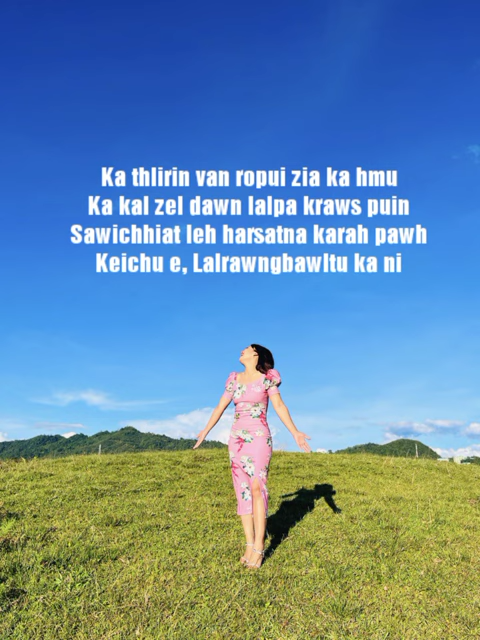 Ka thlirin van ropui zia ka hmu
Ka kal zel dawn lalpa kraws puin
Sawichhiat leh harsatna karah pawh
Keichu e, Lalrawngbawltu ka ni